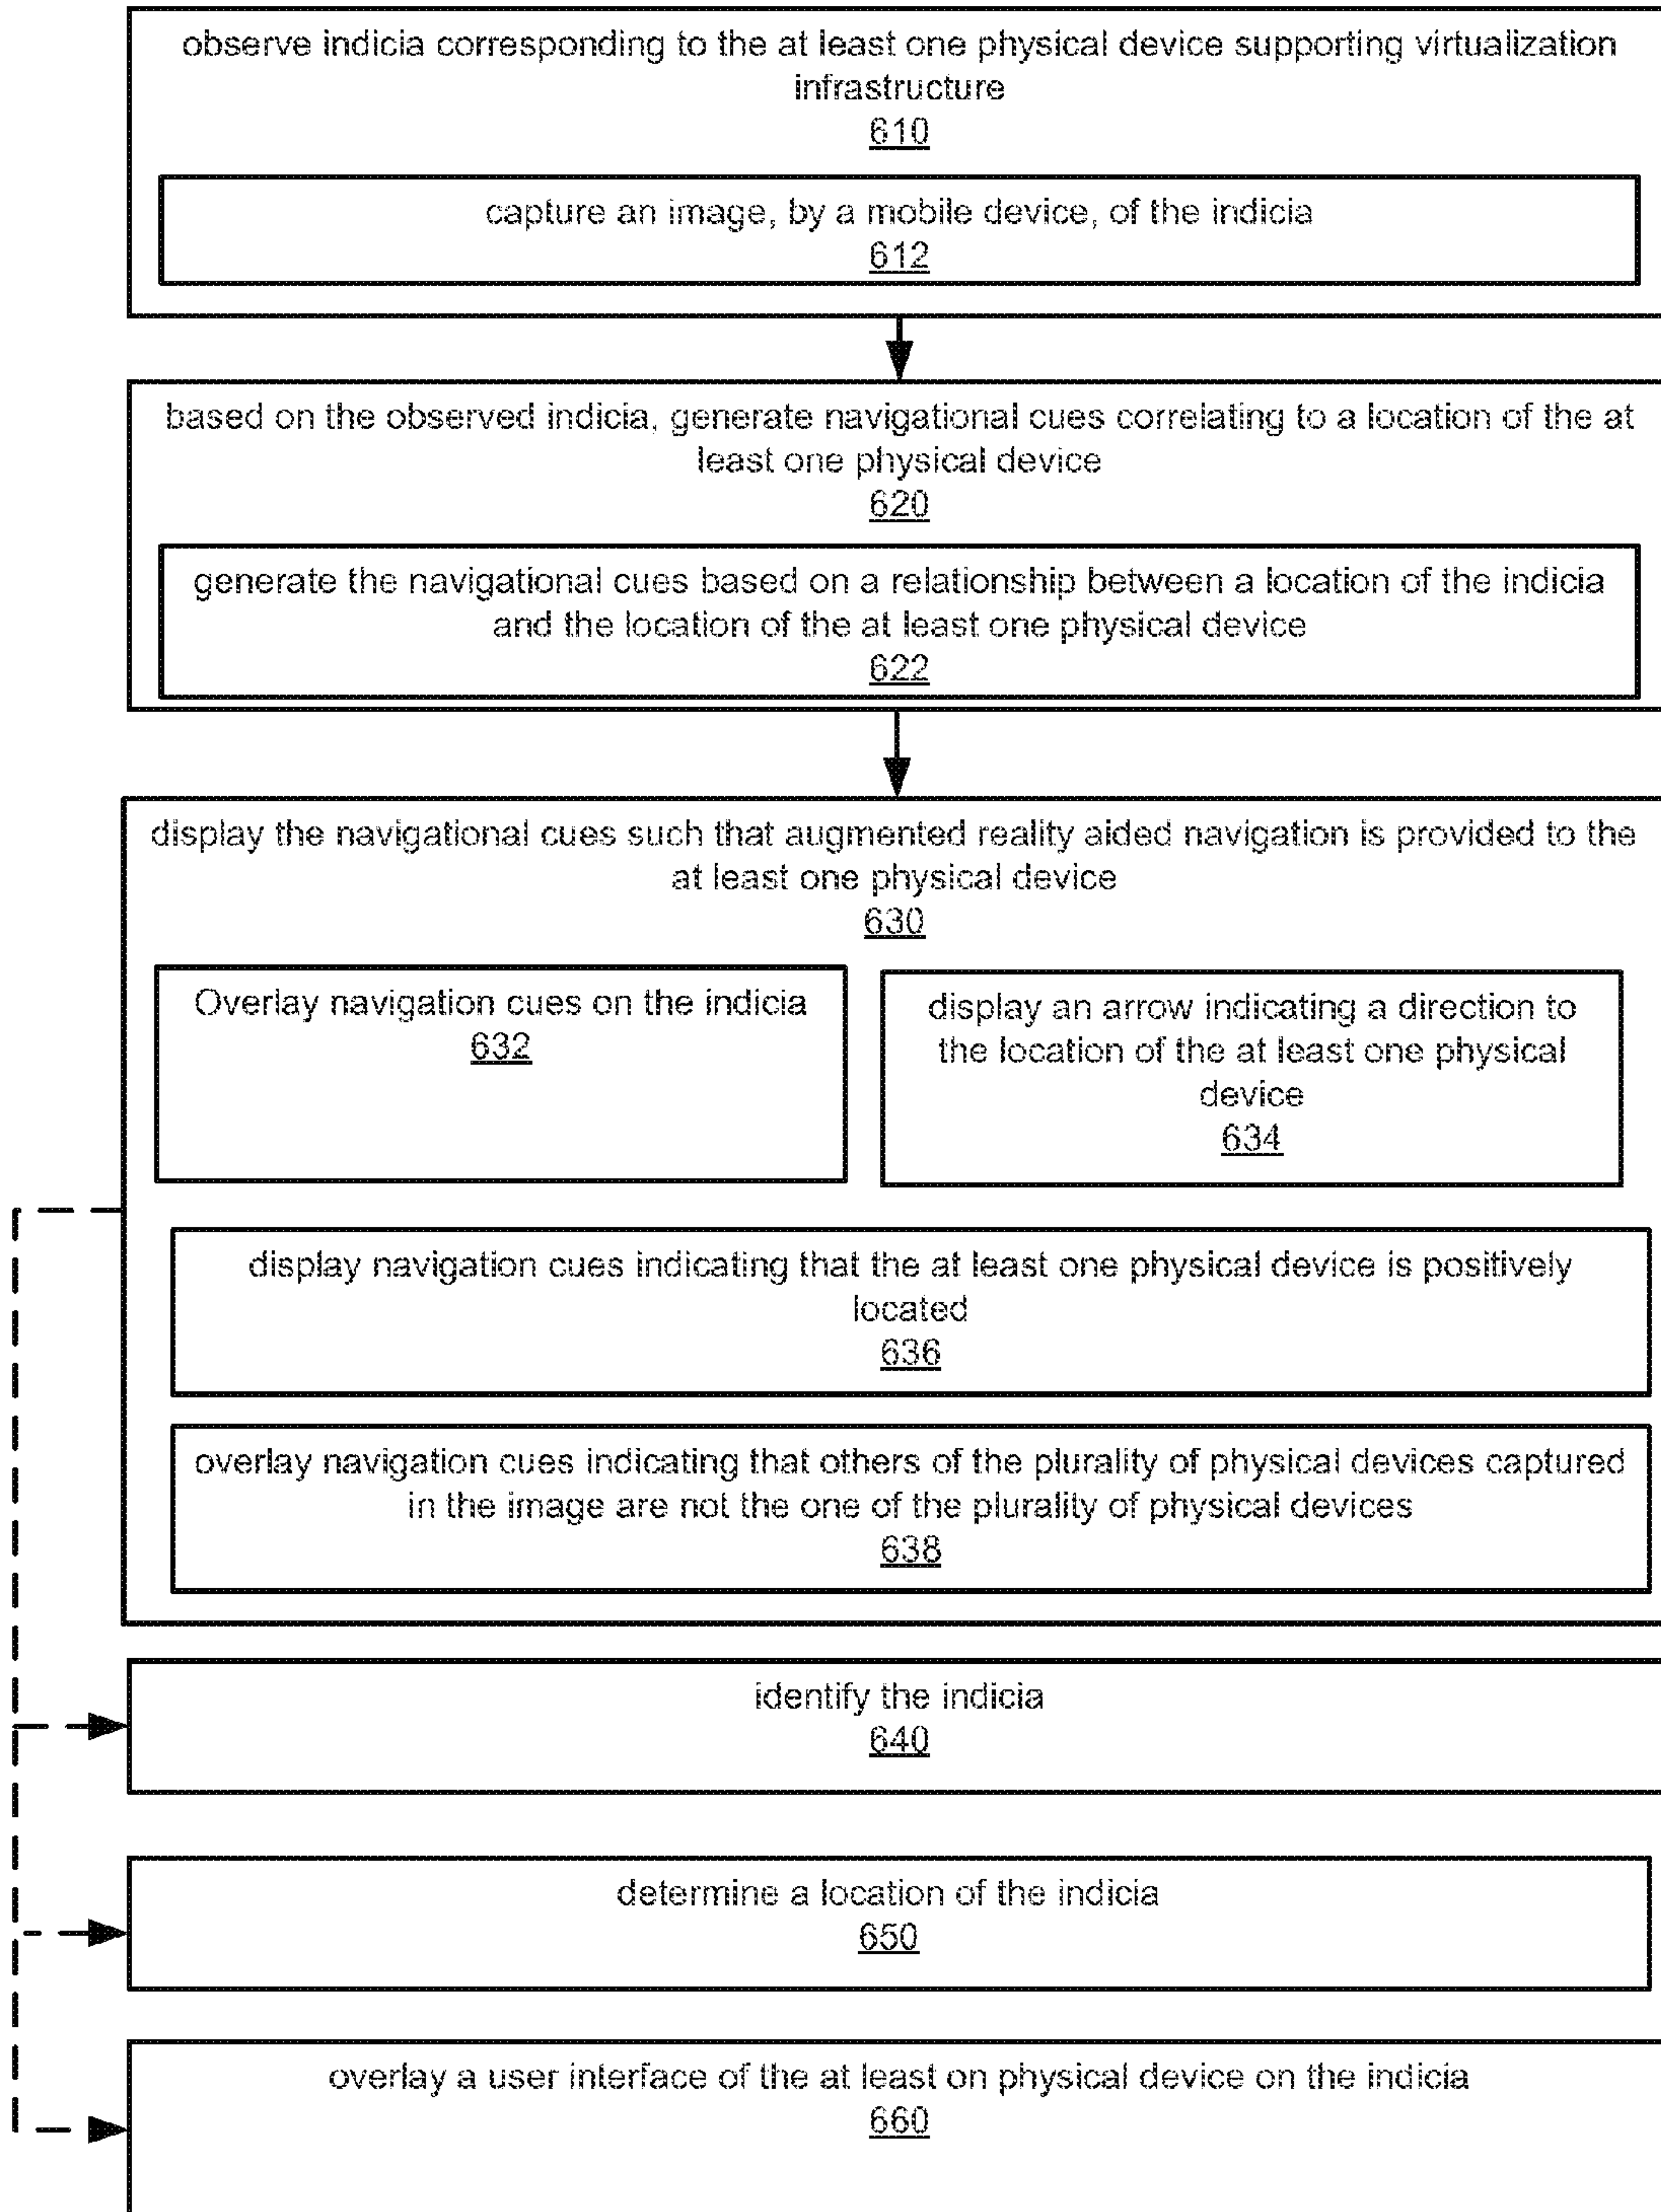 observe indicia corresponding to the at least one physical device supporting virtualization
infrastructure
610
capture an image, by a mobile device, of the indicia
612
based on the observed indicia, generate navigational cues correlating to a location of the at
least one physical device
620
generate the navigational cues based on a relationship between a location of the indicia
and the location of the at least one physical device
622
display the navigational cues such that augmented reality aided navigation is provided to the
at least one physical device
630
Overlay navigation cues on the indicia
632
display an arrow indicating a direction to
the location of the at least one physical
device
634
display navigation cues indicating that the at least one physical device is positively
located
636
overlay navigation cues indicating that others of the plurality of physical devices captured
in the image are not the one of the plurality of physical devices
638
identify the indicia
640
determine a location of the indicia
650
overlay a user interface of the at least on physical device on the indicia
660